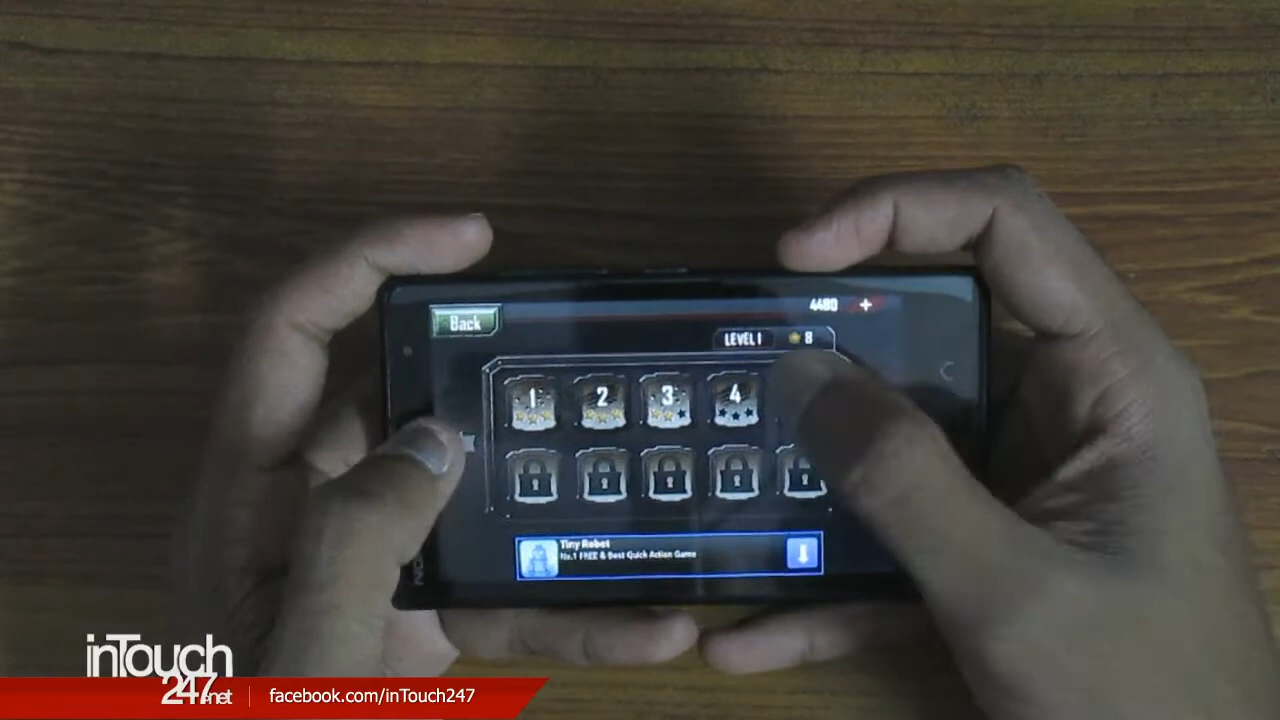 4480 +
Back
LEVEL 1 8
1 2 3 4
Tiny Robot
No.1 FREE & Best Quick Action Game
NO
inTouch
247.net
facebook.com/inTouch247